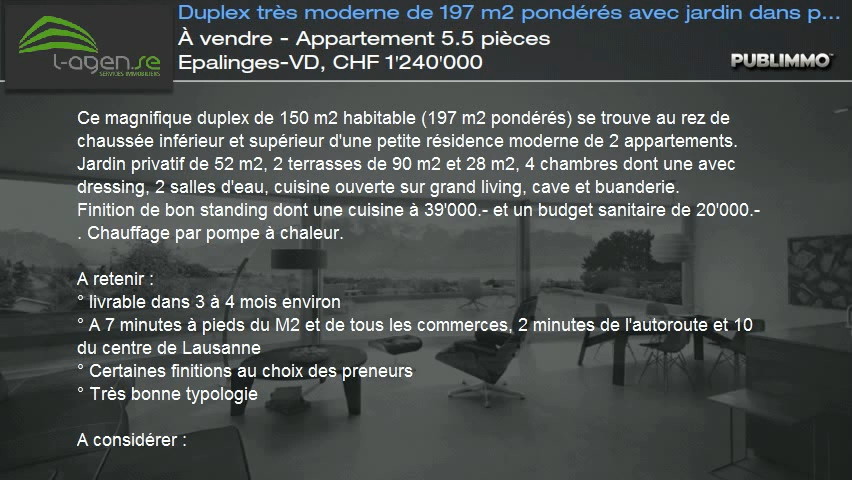 Duplex très moderne de 197 m2 pondérés avec jardin dans p...
À vendre - Appartement 5.5 pièces
Epalinges-VD, CHF 1'240'000
l-agen.se
SERVICES IMMOBILIERS
PUBLIMMO™
Ce magnifique duplex de 150 m2 habitable (197 m2 pondérés) se trouve au rez de
chaussée inférieur et supérieur d'une petite résidence moderne de 2 appartements.
Jardin privatif de 52 m2, 2 terrasses de 90 m2 et 28 m2, 4 chambres dont une avec
dressing, 2 salles d'eau, cuisine ouverte sur grand living, cave et buanderie.
Finition de bon standing dont une cuisine à 39'000.- et un budget sanitaire de 20'000.-
. Chauffage par pompe à chaleur.
A retenir :
° livrable dans 3 à 4 mois environ
° A 7 minutes à pieds du M2 et de tous les commerces, 2 minutes de l'autoroute et 10
du centre de Lausanne
° Certaines finitions au choix des preneurs
° Très bonne typologie
A considérer :